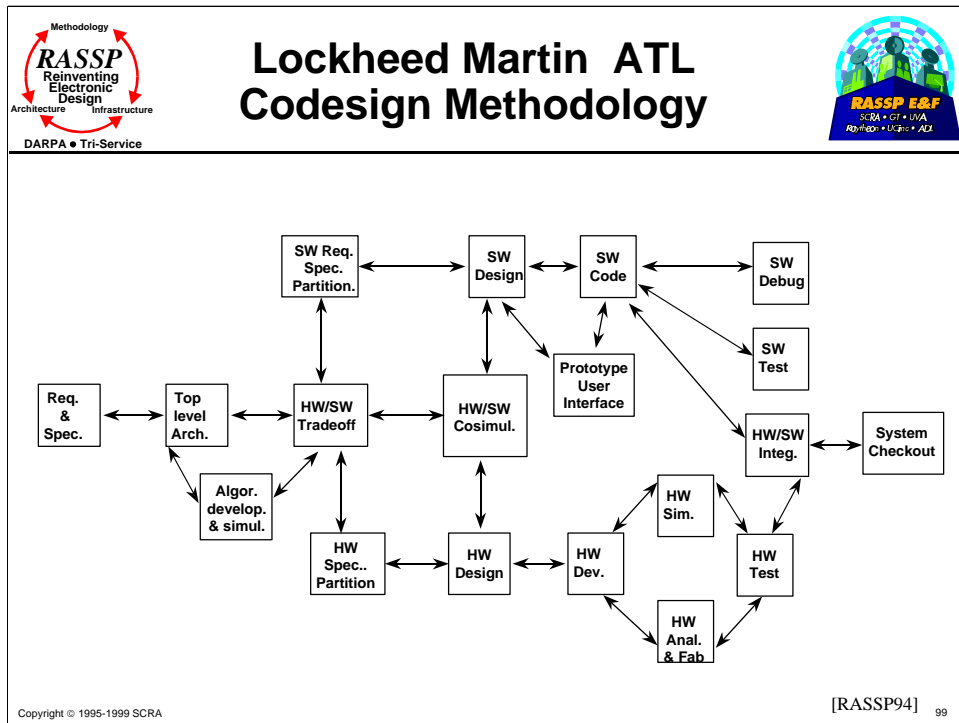 Methodology
RASSP
Reinventing
Electronic
Design
Architecture
Infrastructure
DARPA ● Tri-Service
Lockheed Martin ATL
Codesign Methodology
RASSP E&F
SCRA • GT • UVA
Raytheon • UCinc • ADL
SW Req.
Spec.
Partition.
SW
Design
SW
Code
SW
Debug
SW
Test
Prototype
User
Interface
Req.
&
Spec.
Top
level
Arch.
HW/SW
Tradeoff
HW/SW
Cosimul.
HW/SW
Integ.
System
Checkout
Algor.
develop.
& simul.
HW
Sim.
HW
Spec..
Partition
HW
Design
HW
Dev.
HW
Test
HW
Anal.
& Fab
Copyright © 1995-1999 SCRA
[RASSP94]
99